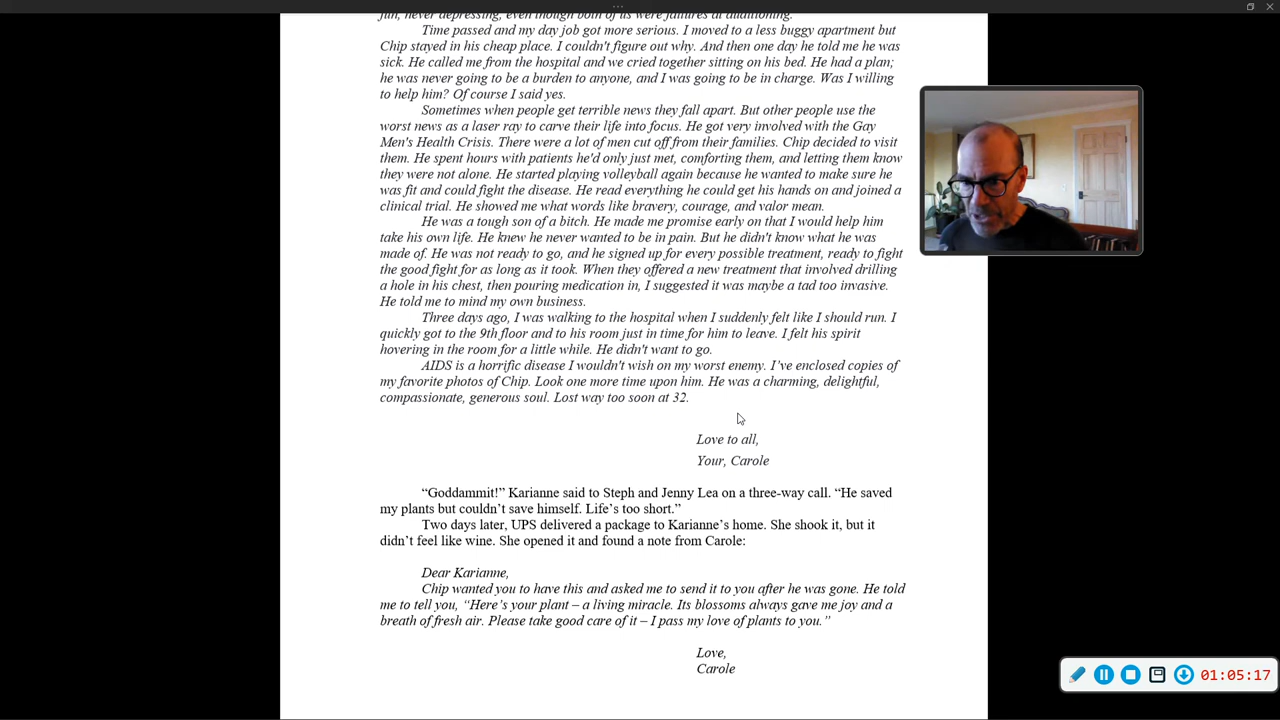 fun, never depressing, even though both of us were failures at auditioning.
Time passed and my day job got more serious. I moved to a less buggy apartment but
Chip stayed in his cheap place. I couldn't figure out why. And then one day he told me he was
sick. He called me from the hospital and we cried together sitting on his bed. He had a plan;
he was never going to be a burden to anyone, and I was going to be in charge. Was I willing
to help him? Of course I said yes.
Sometimes when people get terrible news they fall apart. But other people use the
worst news as a laser ray to carve their life into focus. He got very involved with the Gay
Men's Health Crisis. There were a lot of men cut off from their families. Chip decided to visit
them. He spent hours with patients he'd only just met, comforting them, and letting them know
they were not alone. He started playing volleyball again because he wanted to make sure he
was fit and could fight the disease. He read everything he could get his hands on and joined a
clinical trial. He showed me what words like bravery, courage, and valor mean.
He was a tough son of a bitch. He made me promise early on that I would help him
take his own life. He knew he never wanted to be in pain. But he didn't know what he was
made of. He was not ready to go, and he signed up for every possible treatment, ready to fight
the good fight for as long as it took. When they offered a new treatment that involved drilling
a hole in his chest, then pouring medication in, I suggested it was maybe a tad too invasive.
He told me to mind my own business.
Three days ago, I was walking to the hospital when I suddenly felt like I should run. I
quickly got to the 9th floor and to his room just in time for him to leave. I felt his spirit
hovering in the room for a little while. He didn't want to go.
AIDS is a horrific disease I wouldn't wish on my worst enemy. I’ve enclosed copies of
my favorite photos of Chip. Look one more time upon him. He was a charming, delightful,
compassionate, generous soul. Lost way too soon at 32.
Love to all,
Your, Carole
“Goddammit!” Karianne said to Steph and Jenny Lea on a three-way call. “He saved
my plants but couldn’t save himself. Life’s too short.”
Two days later, UPS delivered a package to Karianne’s home. She shook it, but it
didn’t feel like wine. She opened it and found a note from Carole:
Dear Karianne,
Chip wanted you to have this and asked me to send it to you after he was gone. He told
me to tell you, “Here’s your plant – a living miracle. Its blossoms always gave me joy and a
breath of fresh air. Please take good care of it – I pass my love of plants to you.”
Love,
Carole
01:05:17